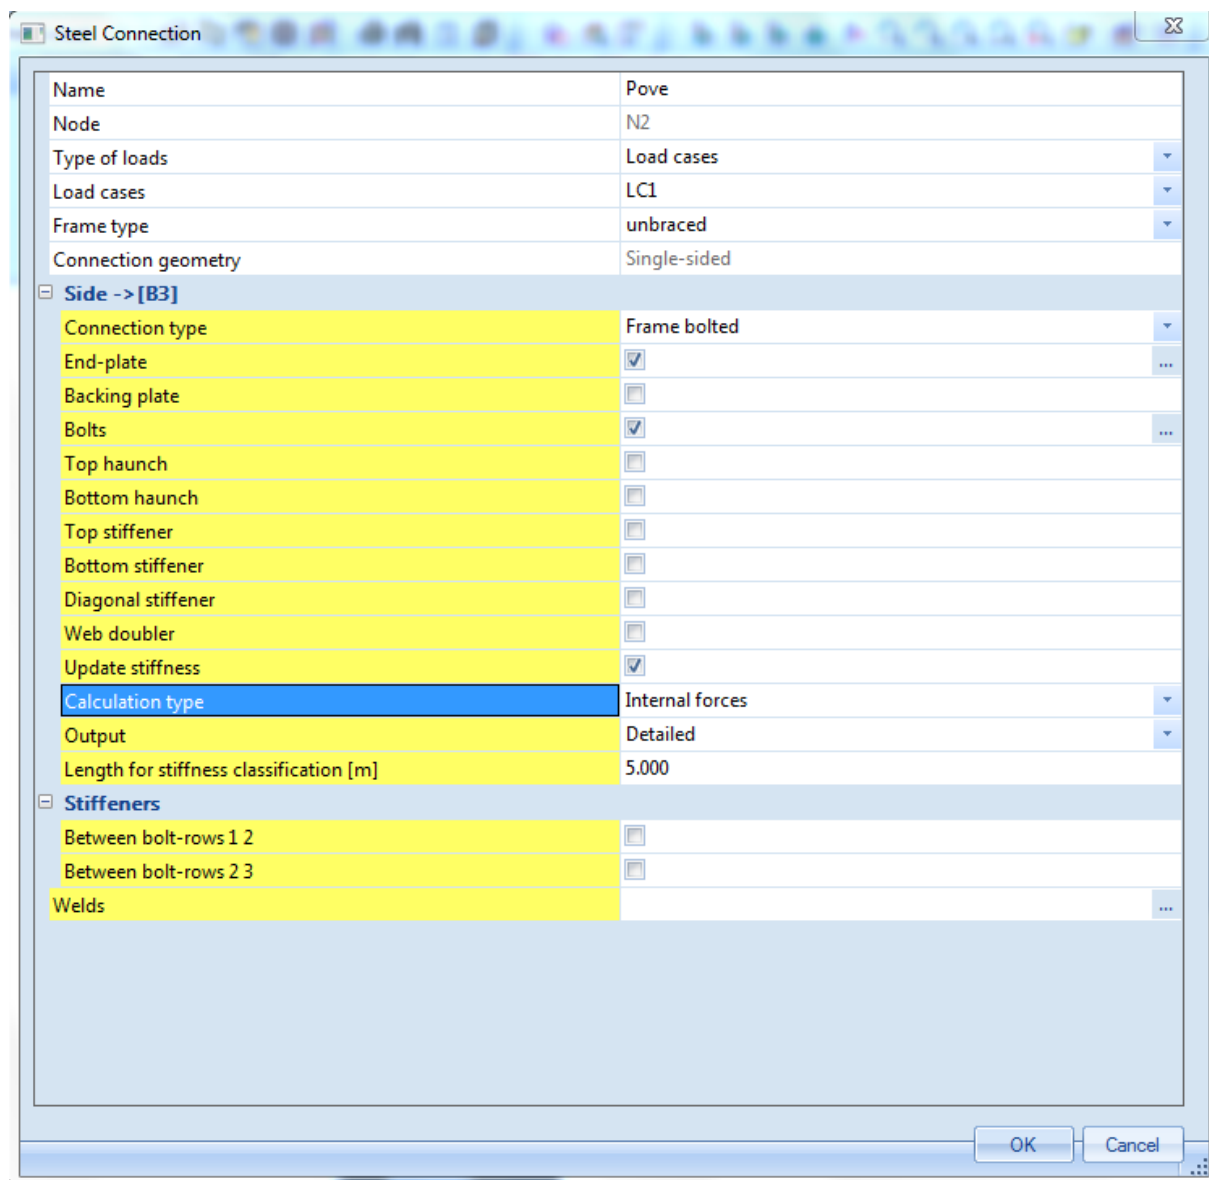 Steel Connection
Name Pove
Node N2
Type of loads Load cases
Load cases LC1
Frame type unbraced
Connection geometry Single-sided
Side ->[B3]
Connection type Frame bolted
End-plate ...
Backing plate
Bolts ...
Top haunch
Bottom haunch
Top stiffener
Bottom stiffener
Diagonal stiffener
Web doubler
Update stiffness
Calculation type Internal forces
Output Detailed
Length for stiffness classification [m] 5.000
Stiffeners
Between bolt-rows 1 2
Between bolt-rows 2 3
Welds ...
OK Cancel